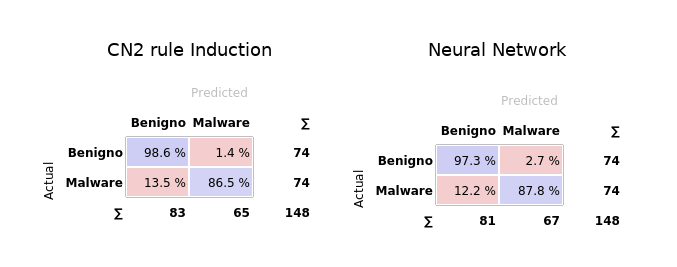 CN2 rule Induction
Predicted
Benigno Malware ∑
Benigno 98.6 % 1.4 % 74
Actual
Malware 13.5 % 86.5 % 74
∑ 83 65 148
Neural Network
Predicted
Benigno Malware ∑
Benigno 97.3 % 2.7 % 74
Actual
Malware 12.2 % 87.8 % 74
∑ 81 67 148